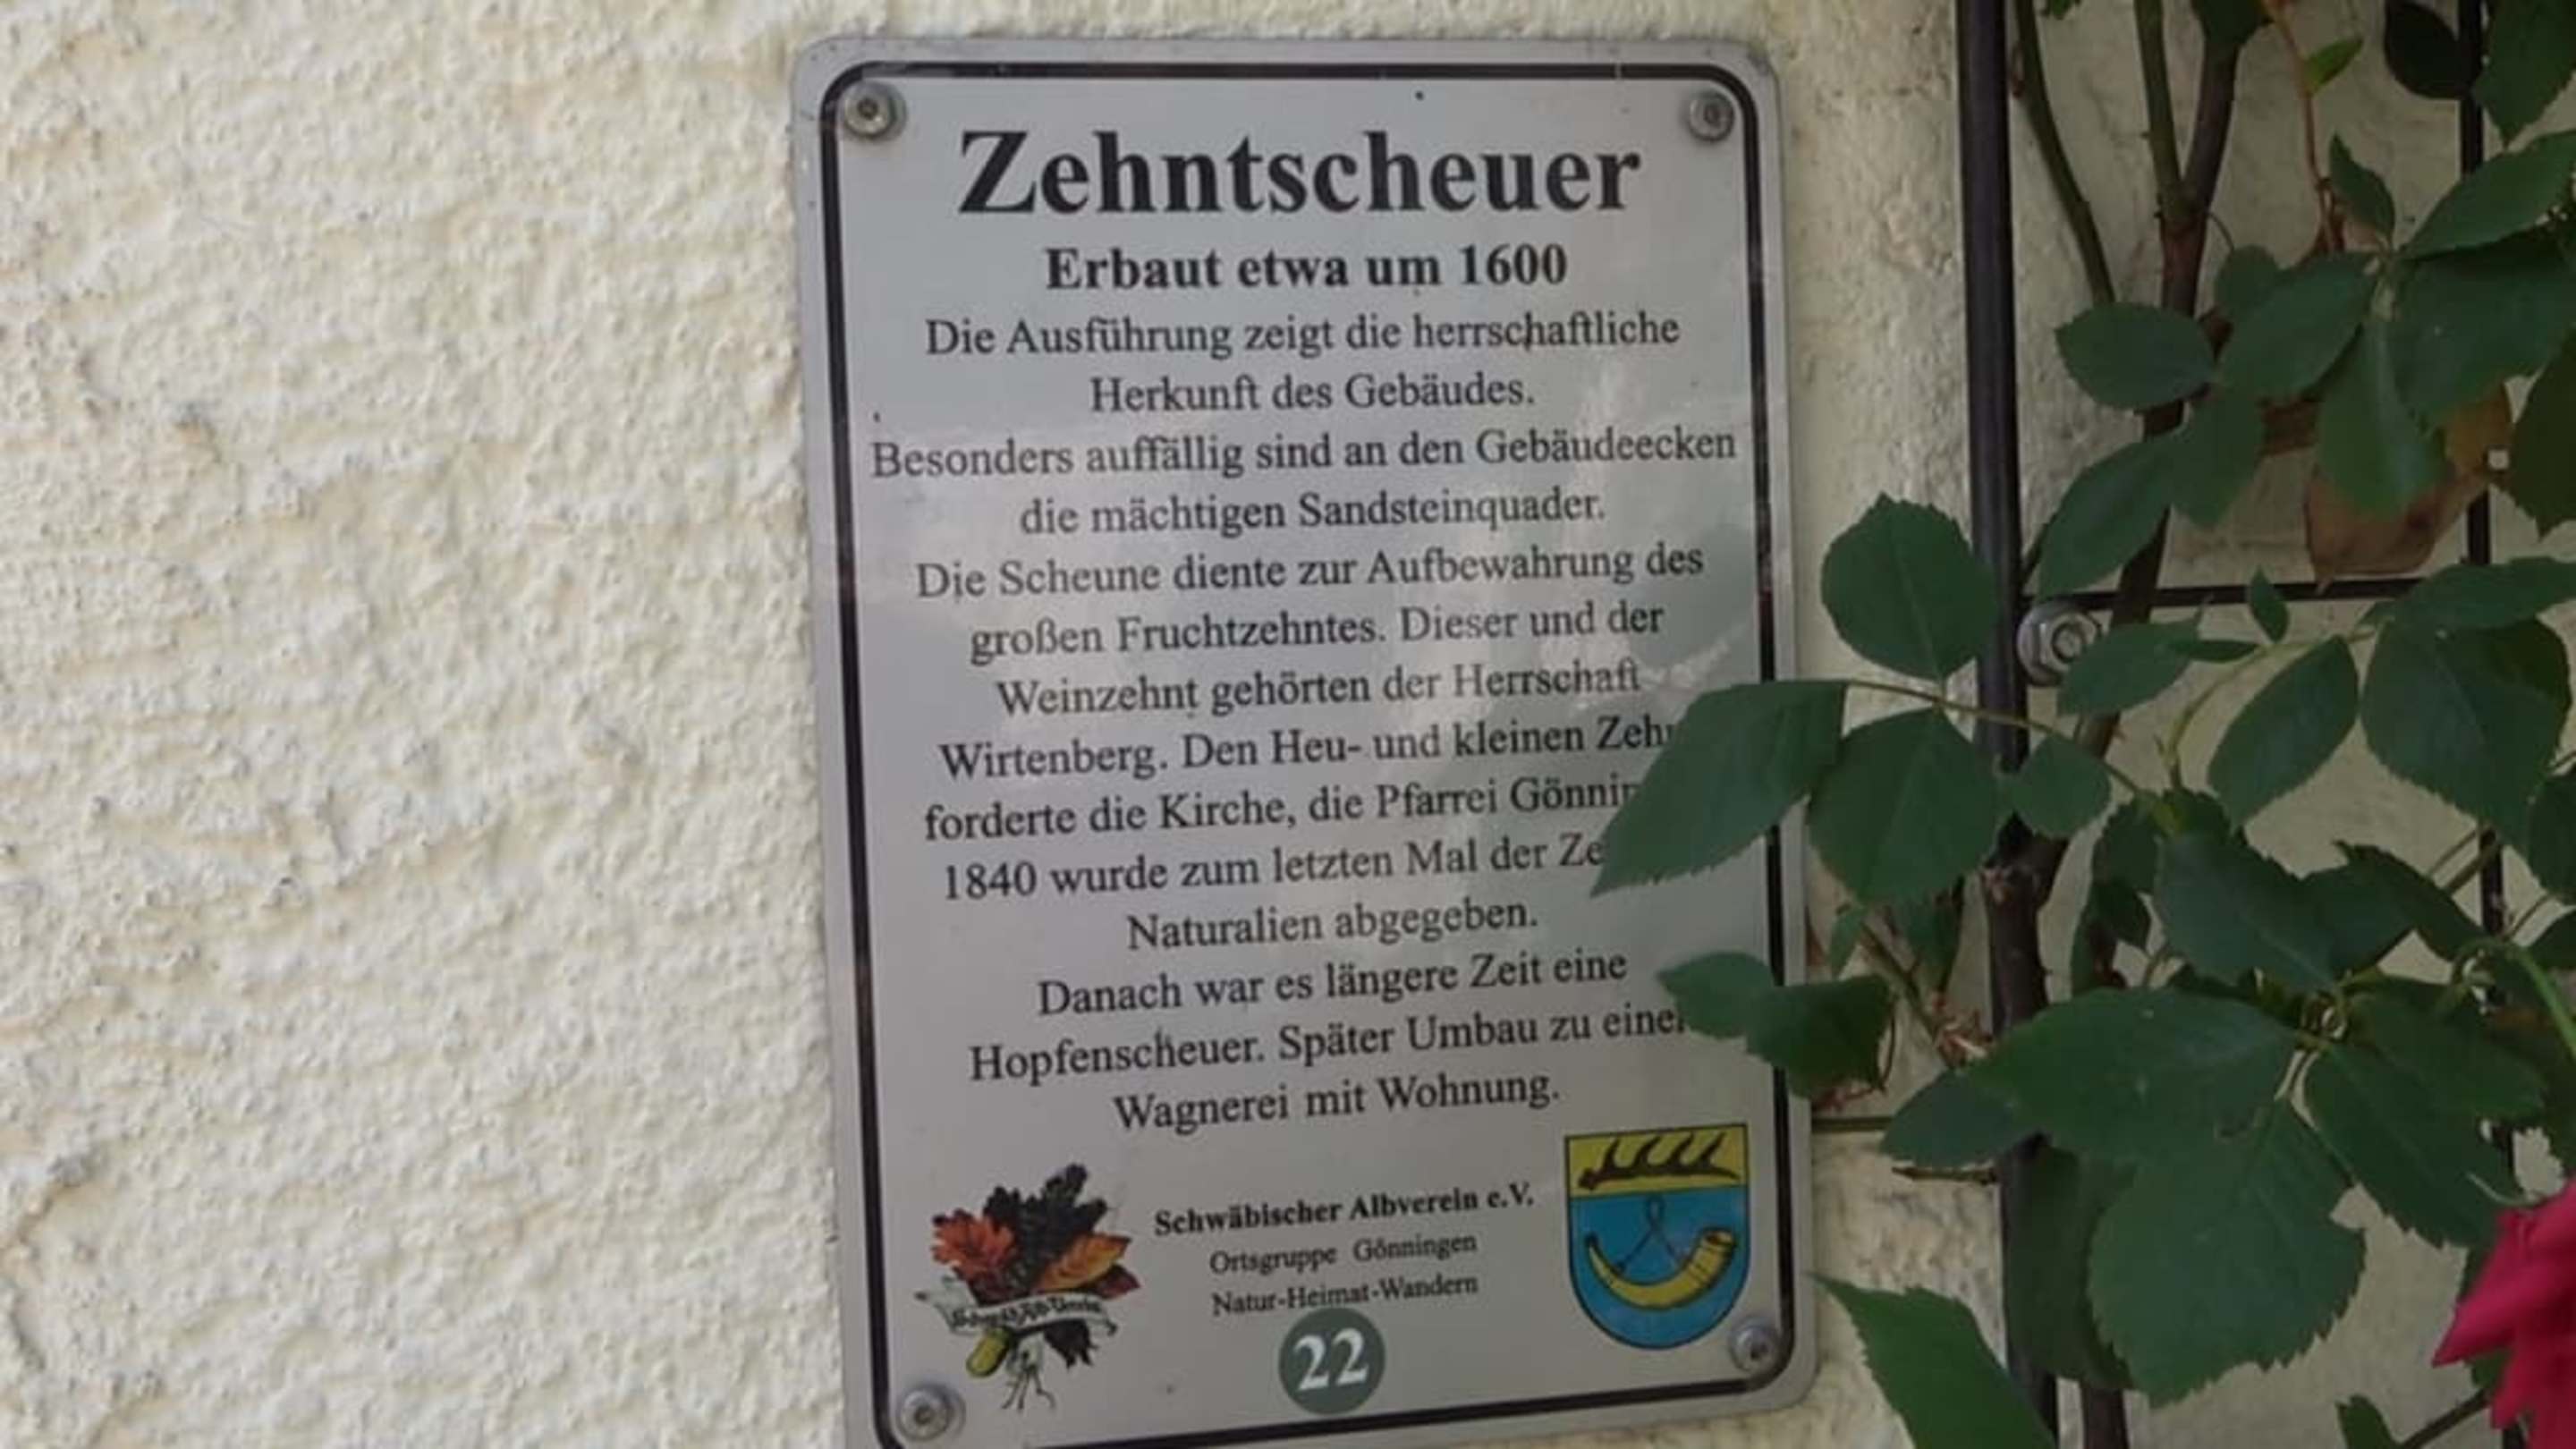 Zehntscheuer
Erbaut etwa um 1600
Die Ausführung zeigt die herrschaftliche
Herkunft des Gebäudes.
Besonders auffällig sind an den Gebäudeecken
die mächtigen Sandsteinquader.
Die Scheune diente zur Aufbewahrung des
großen Fruchtzehntes. Dieser und der
Weinzehnt gehörten der Herrschaft
Wirtenberg. Den Heu- und kleinen
forderte die Kirche, die Pfarrei
1840 wurde zum letzten Mal der
Naturalien abgegeben.
Danach war es längere Zeit eine
Hopfenscheuer. Später Umbau zu einer
Wagnerei mit Wohnung.
Schwäbischer Albverein e.V.
Ortsgruppe Gönningen
Natur-Heimat-Wandern
22